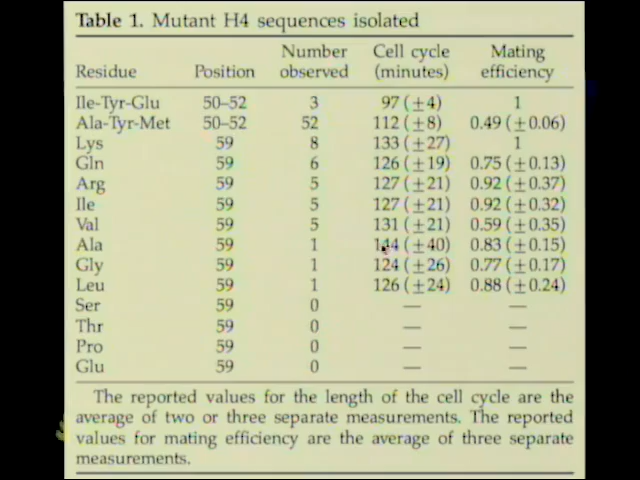 Table 1. Mutant H4 sequences isolated
Residue Position Number observed Cell cycle (minutes) Mating efficiency
Ile-Tyr-Glu 50–52 3 97 (±4) 1
Ala-Tyr-Met 50–52 52 112 (±8) 0.49 (±0.06)
Lys 59 8 133 (±27) 1
Gln 59 6 126 (±19) 0.75 (±0.13)
Arg 59 5 127 (±21) 0.92 (±0.37)
Ile 59 5 127 (±21) 0.92 (±0.32)
Val 59 5 131 (±21) 0.59 (±0.35)
Ala 59 1 144 (±40) 0.83 (±0.15)
Gly 59 1 124 (±26) 0.77 (±0.17)
Leu 59 1 126 (±24) 0.88 (±0.24)
Ser 59 0 — —
Thr 59 0 — —
Pro 59 0 — —
Glu 59 0 — —
The reported values for the length of the cell cycle are the
average of two or three separate measurements. The reported
values for mating efficiency are the average of three separate
measurements.